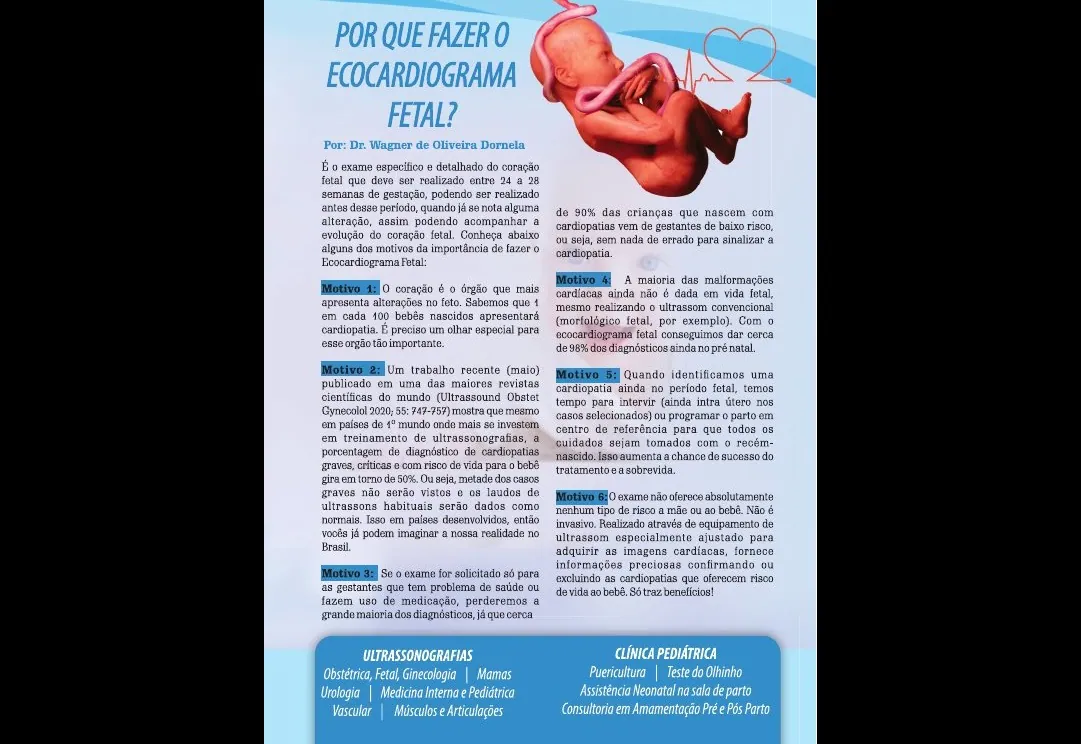 POR QUE FAZER O
ECOCARDIOGRAMA
FETAL?
Por: Dr. Wagner de Oliveira Dornela
É o exame específico e detalhado do coração
fetal que deve ser realizado entre 24 a 28
semanas de gestação, podendo ser realizado
antes desse período, quando já se nota alguma
alteração, assim podendo acompanhar a
evolução do coração fetal. Conheça abaixo
alguns dos motivos da importância de fazer o
Ecocardiograma Fetal:
Motivo 1: O coração é o órgão que mais
apresenta alterações no feto. Sabemos que 1
em cada 100 bebês nascidos apresentará
cardiopatia. É preciso um olhar especial para
esse orgão tão importante.
Motivo 2: Um trabalho recente (maio)
publicado em uma das maiores revistas
científicas do mundo (Ultrassound Obstet
Gynecolol 2020; 55: 747-757) mostra que mesmo
em países de 1º mundo onde mais se investem
em treinamento de ultrassonografias, a
porcentagem de diagnóstico de cardiopatias
graves, críticas e com risco de vida para o bebê
gira em torno de 50%. Ou seja, metade dos casos
graves não serão vistos e os laudos de
ultrassons habituais serão dados como
normais. Isso em países desenvolvidos, então
vocês já podem imaginar a nossa realidade no
Brasil.
Motivo 3: Se o exame for solicitado só para
as gestantes que tem problema de saúde ou
fazem uso de medicação, perderemos a
grande maioria dos diagnósticos, já que cerca
de 90% das crianças que nascem com
cardiopatias vem de gestantes de baixo risco,
ou seja, sem nada de errado para sinalizar a
cardiopatia.
Motivo 4: A maioria das malformações
cardíacas ainda não é dada em vida fetal,
mesmo realizando o ultrassom convencional
(morfológico fetal, por exemplo). Com o
ecocardiograma fetal conseguimos dar cerca
de 98% dos diagnósticos ainda no pré natal.
Motivo 5: Quando identificamos uma
cardiopatia ainda no período fetal, temos
tempo para intervir (ainda intra útero nos
casos selecionados) ou programar o parto em
centro de referência para que todos os
cuidados sejam tomados com o recém-
nascido. Isso aumenta a chance de sucesso do
tratamento e a sobrevida.
Motivo 6: O exame não oferece absolutamente
nenhum tipo de risco a mãe ou ao bebê. Não é
invasivo. Realizado através de equipamento de
ultrassom especialmente ajustado para
adquirir as imagens cardíacas, fornece
informações preciosas confirmando ou
excluindo as cardiopatias que oferecem risco
de vida ao bebê. Só traz benefícios!
ULTRASSONOGRAFIAS
Obstétrica, Fetal, Ginecologia | Mamas
Urologia | Medicina Interna e Pediátrica
Vascular | Músculos e Articulações
CLÍNICA PEDIÁTRICA
Puericultura | Teste do Olhinho
Assistência Neonatal na sala de parto
Consultoria em Amamentação Pré e Pós Parto